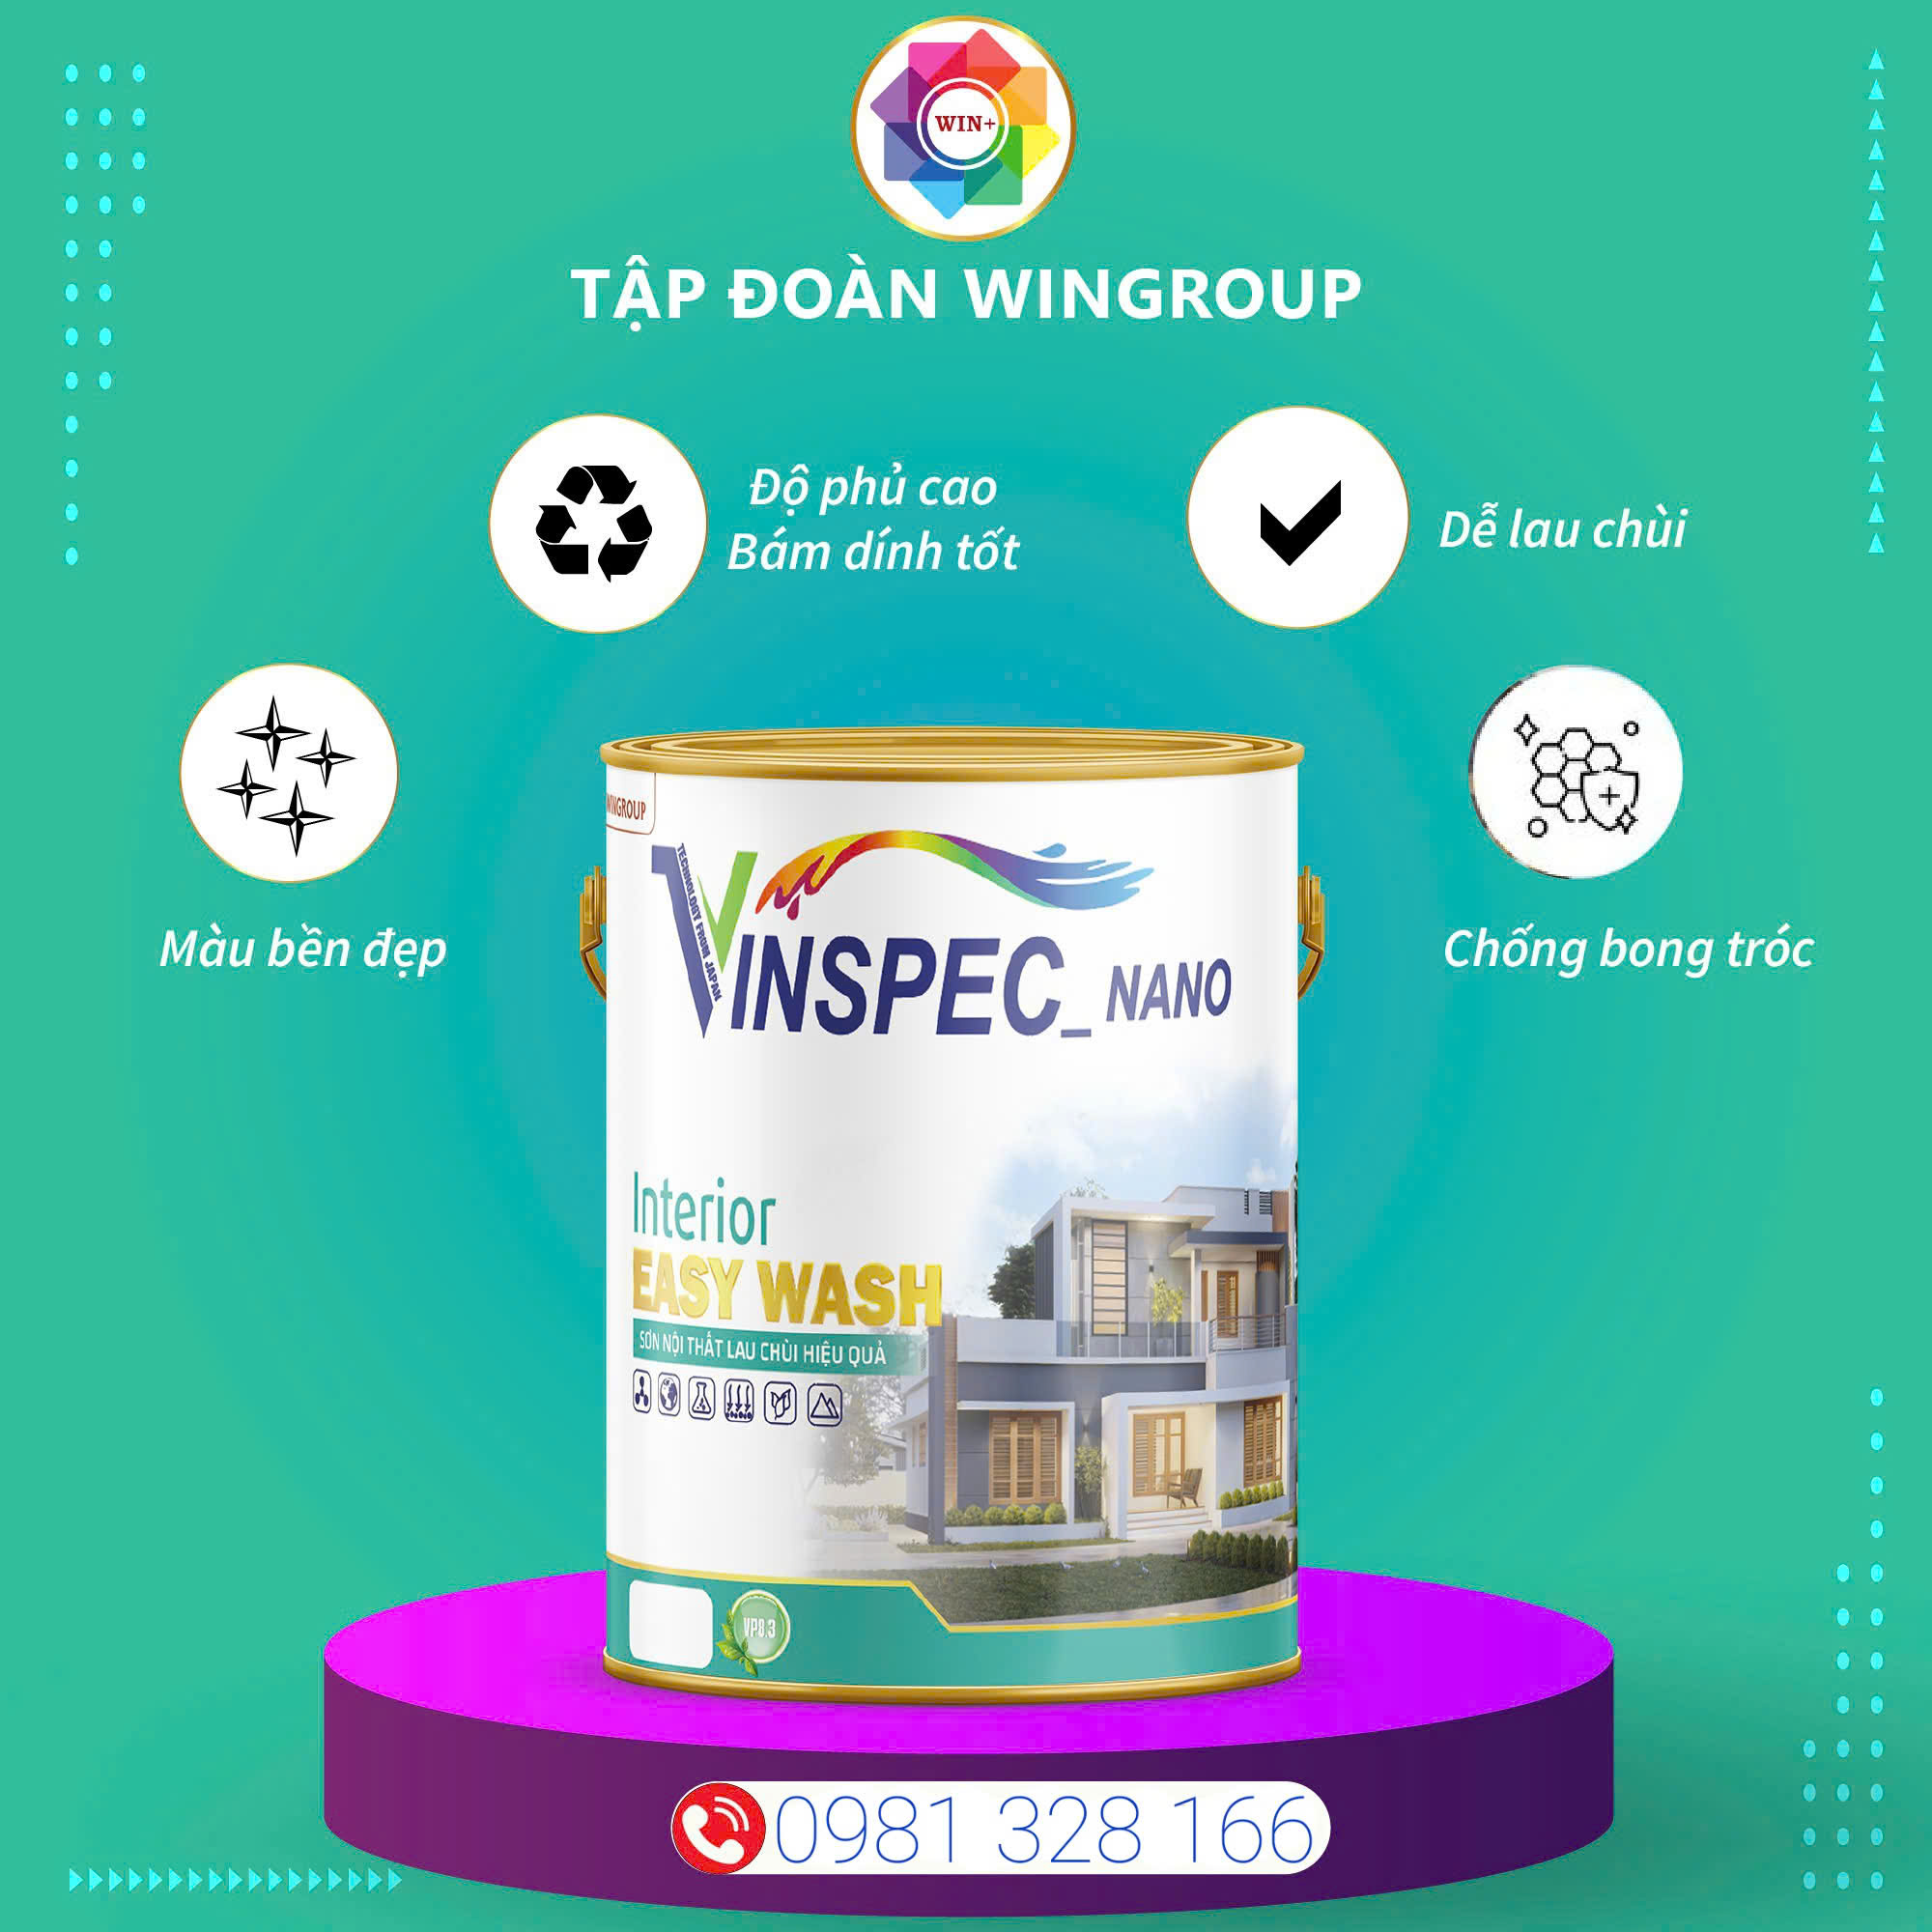 WIN+
TẬP ĐOÀN WINGROUP
Độ phủ cao
Bám dính tốt
Dễ lau chùi
Màu bền đẹp
Chống bong tróc
WINGROUP
TECHNOLOGY FROM JAPAN
VINSPEC_NANO
Interior
EASY WASH
SƠN NỘI THẤT LAU CHÙI HIỆU QUẢ
VP8.3
0981 328 166